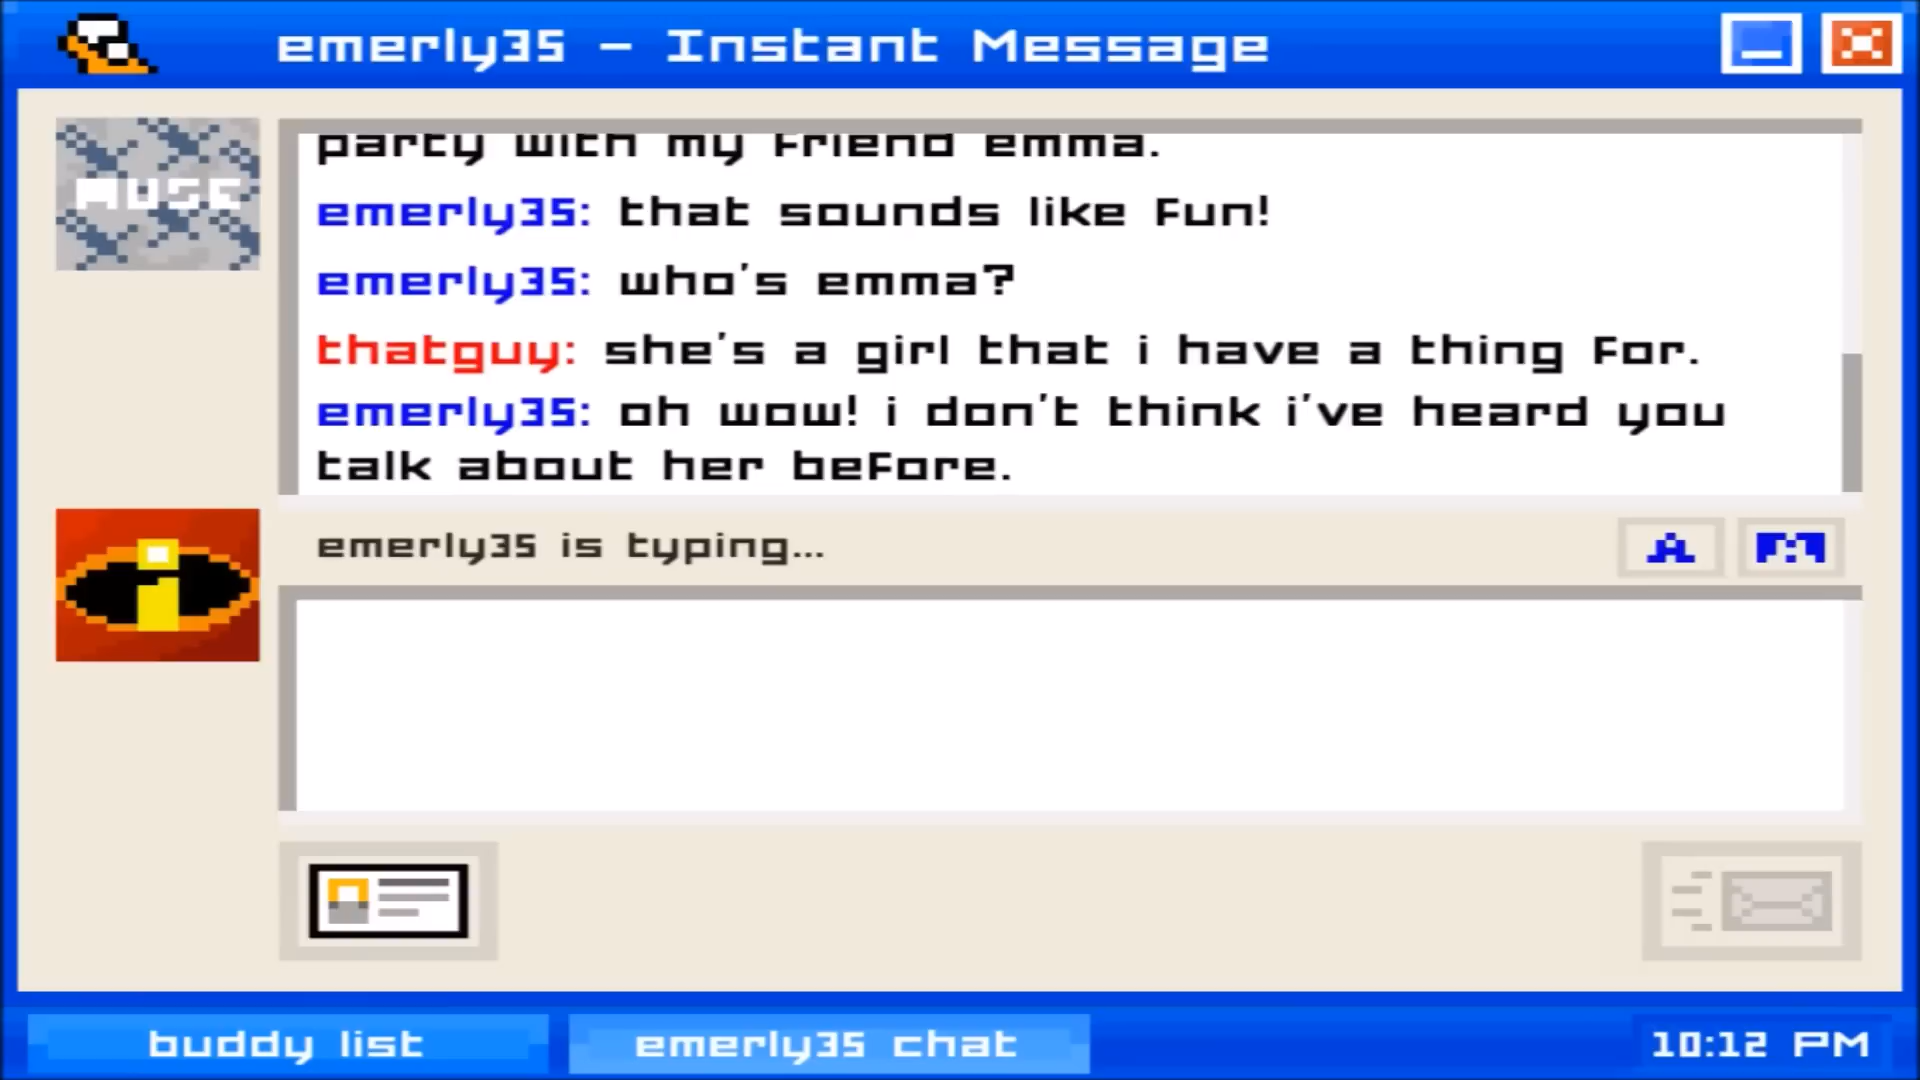 emerly35 - Instant Message
MUSE
party with my friend emma.
emerly35: that sounds like fun!
emerly35: who's emma?
thatguy: she's a girl that i have a thing for.
emerly35: oh wow! i don't think i've heard you
talk about her before.
emerly35 is typing...
A
buddy list
emerly35 chat
10:12 PM